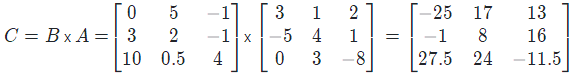 C = B x A = [0 5 −1; 3 2 −1; 10 0.5 4] x [3 1 2; −5 4 1; 0 3 −8] = [−25 17 13; −1 8 16; 27.5 24 −11.5]